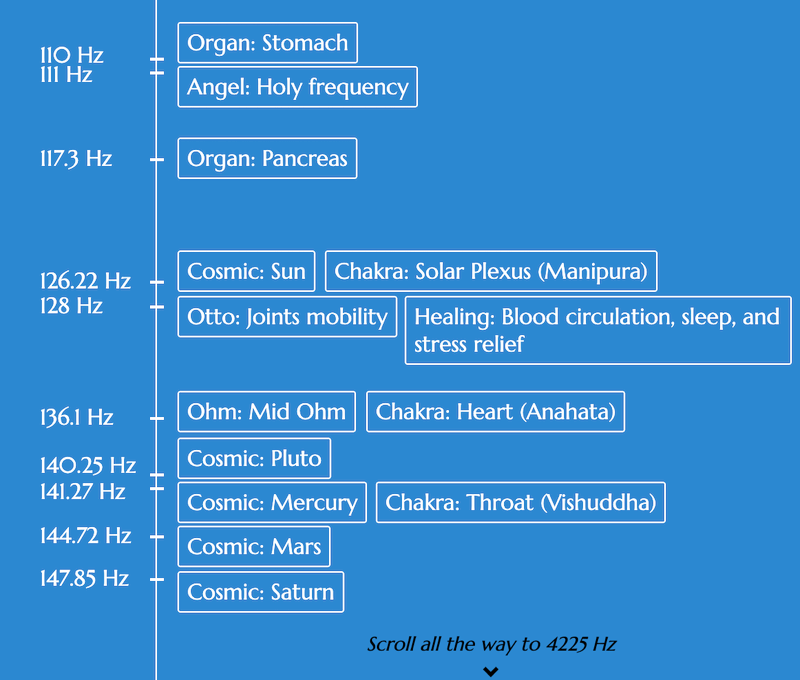 110 Hz
Organ: Stomach
111 Hz
Angel: Holy frequency
117.3 Hz
Organ: Pancreas
126.22 Hz
Cosmic: Sun
Chakra: Solar Plexus (Manipura)
128 Hz
Otto: Joints mobility
Healing: Blood circulation, sleep, and
stress relief
136.1 Hz
Ohm: Mid Ohm
Chakra: Heart (Anahata)
140.25 Hz
Cosmic: Pluto
141.27 Hz
Cosmic: Mercury
Chakra: Throat (Vishuddha)
144.72 Hz
Cosmic: Mars
147.85 Hz
Cosmic: Saturn
Scroll all the way to 4225 Hz